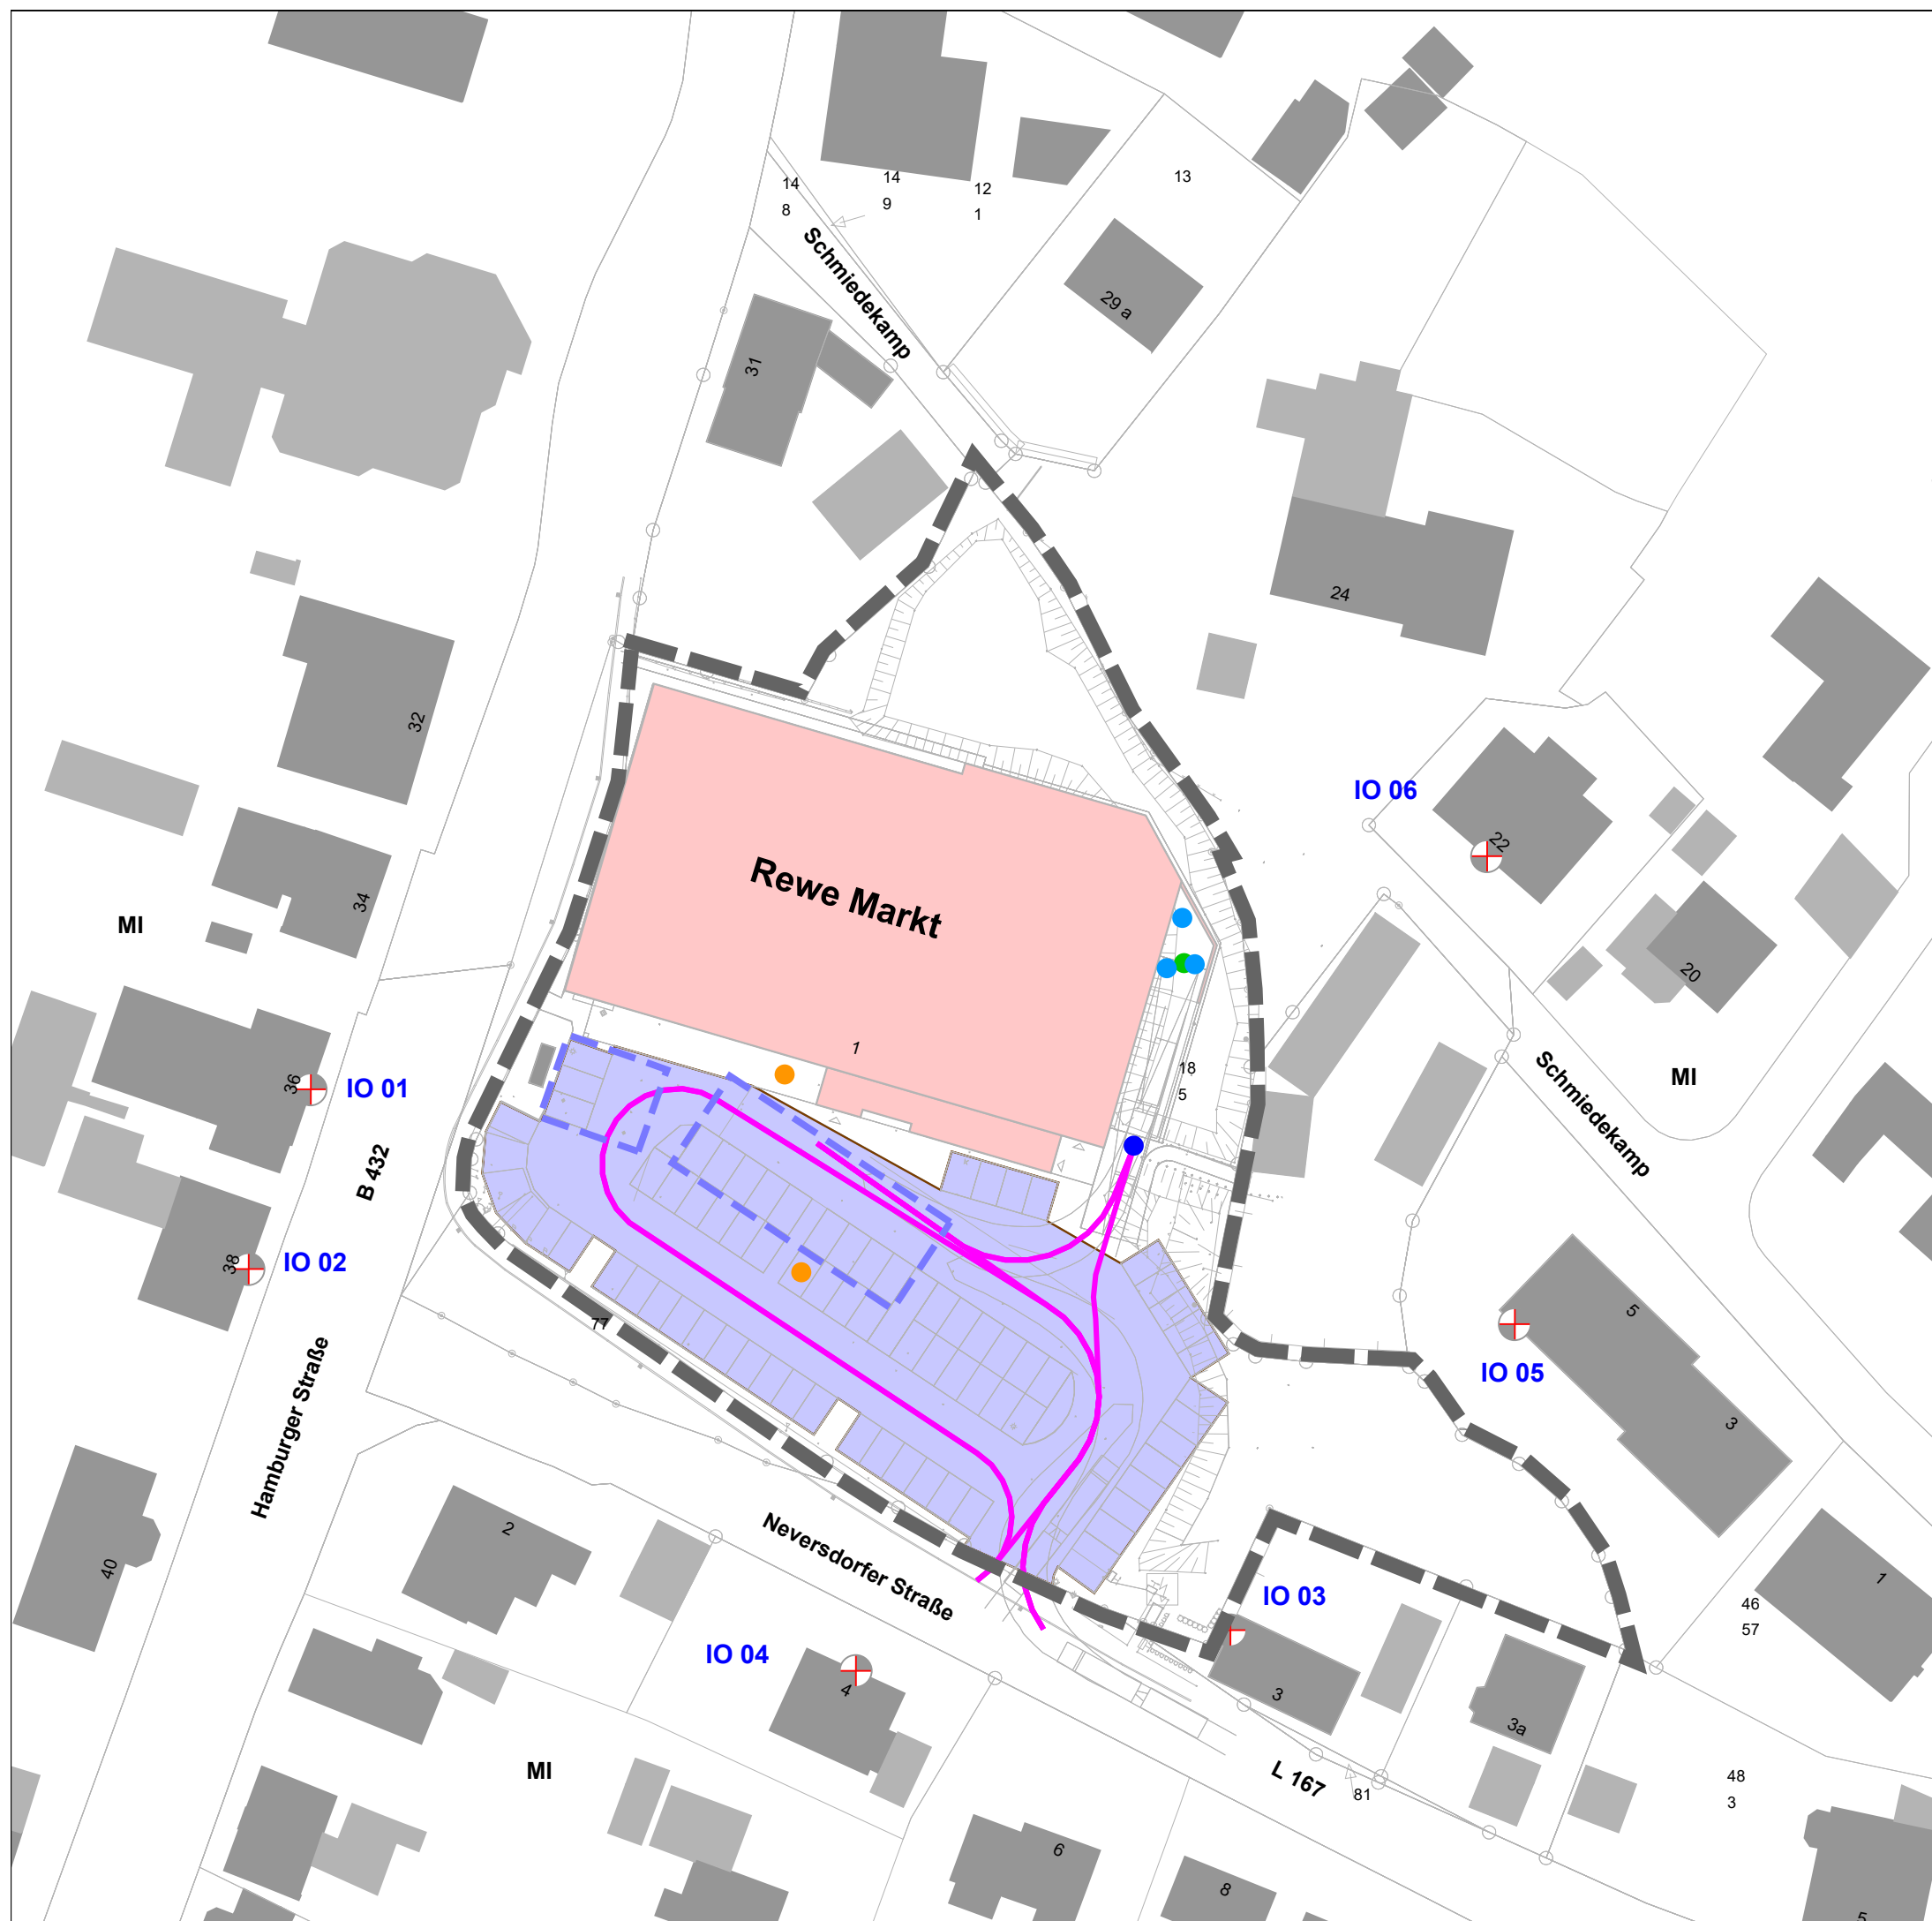 14
14
12
13
8
9
1
Schmiedekamp
29 a
31
24
32
IO 06
22
Rewe Markt
34
MI
20
1
18
5
MI
Schmiedekamp
36
IO 01
B 432
38
IO 02
77
5
IO 05
3
Hamburger Straße
2
40
Neversdorfer Straße
IO 03
1
46
57
IO 04
4
3
3a
MI
L 167
81
48
3
6
8
5